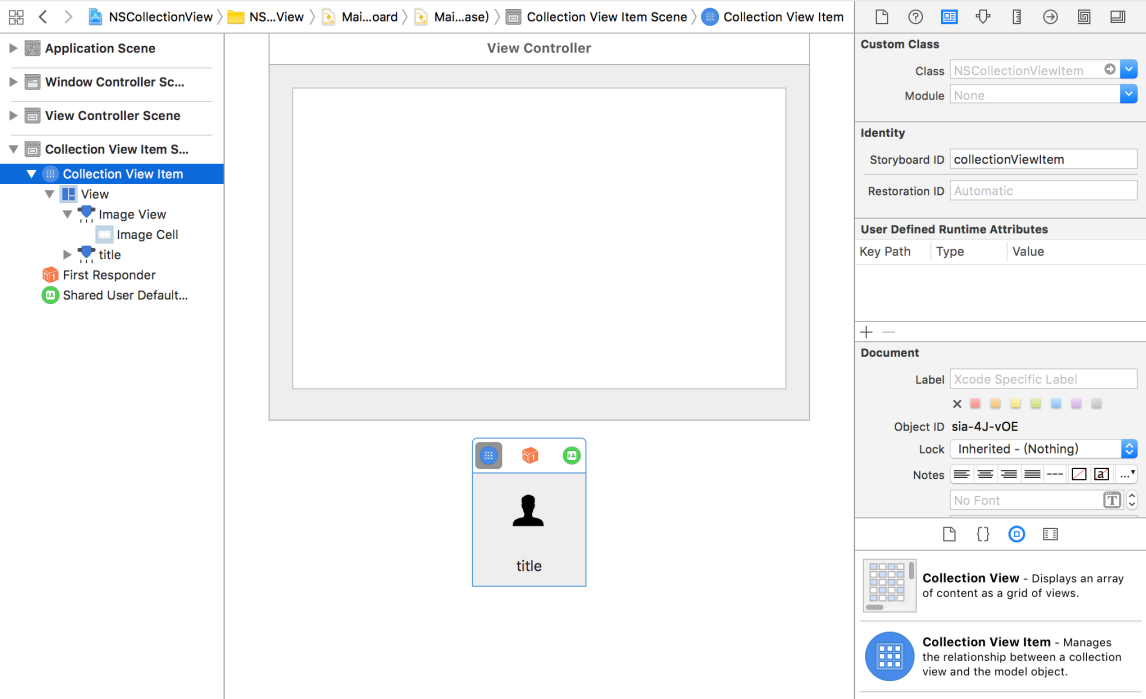 NSCollectionView
NS...View
Mai...oard
Mai...ase)
Collection View Item Scene
Collection View Item
Application Scene
Window Controller Sc...
View Controller Scene
Collection View Item S...
Collection View Item
View
Image View
Image Cell
title
First Responder
Shared User Default...
View Controller
title
Custom Class
Class NSCollectionViewItem
Module None
Identity
Storyboard ID collectionViewItem
Restoration ID Automatic
User Defined Runtime Attributes
Key Path Type Value
Document
Label Xcode Specific Label
Object ID sia-4J-vOE
Lock Inherited - (Nothing)
Notes
No Font
Collection View - Displays an array
of content as a grid of views.
Collection View Item - Manages
the relationship between a collection
view and the model object.